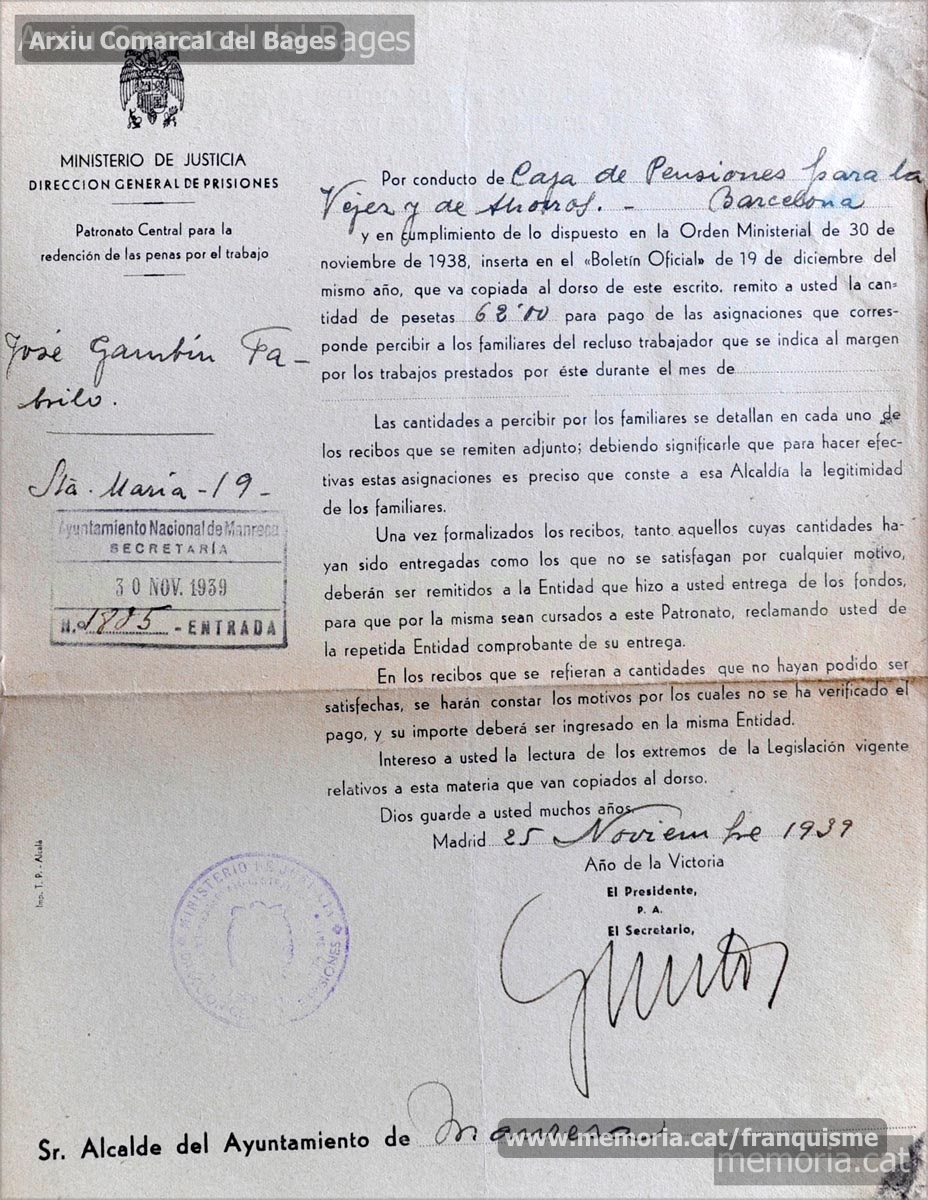 Arxiu Comarcal del Bages
MINISTERIO DE JUSTICIA
DIRECCION GENERAL DE PRISIONES
Patronato Central para la
redención de las penas por el trabajo
José Gambín Fa-
brilo.
Sta. María - 19 -
Ayuntamiento Nacional de Manresa
SECRETARÍA
30 NOV. 1939
N.º 1885 - ENTRADA
Por conducto de Caja de Pensiones para la
Vejez y de Ahorros. - Barcelona
y en cumplimiento de lo dispuesto en la Orden Ministerial de 30 de
noviembre de 1938, inserta en el «Boletín Oficial» de 19 de diciembre del
mismo año, que va copiada al dorso de este escrito, remito a usted la can-
tidad de pesetas 62'00 para pago de las asignaciones que corres-
ponde percibir a los familiares del recluso trabajador que se indica al margen
por los trabajos prestados por éste durante el mes de
Las cantidades a percibir por los familiares se detallan en cada uno de
los recibos que se remiten adjunto; debiendo significarle que para hacer efec-
tivas estas asignaciones es preciso que conste a esa Alcaldía la legitimidad
de los familiares.
Una vez formalizados los recibos, tanto aquellos cuyas cantidades ha-
yan sido entregadas como los que no se satisfagan por cualquier motivo,
deberán ser remitidos a la Entidad que hizo a usted entrega de los fondos,
para que por la misma sean cursados a este Patronato, reclamando usted de
la repetida Entidad comprobante de su entrega.
En los recibos que se refieran a cantidades que no hayan podido ser
satisfechas, se harán constar los motivos por los cuales no se ha verificado el
pago, y su importe deberá ser ingresado en la misma Entidad.
Intereso a usted la lectura de los extremos de la Legislación vigente
relativos a esta materia que van copiados al dorso.
Dios guarde a usted muchos años.
Madrid 25 Noviembre 1939
Año de la Victoria
El Presidente,
P. A.
El Secretario,
Imp. T. P. - Alcalá
MINISTERIO DE JUSTICIA
PRISIONES
Sr. Alcalde del Ayuntamiento de Manresa
www.memoria.cat/franquisme
memoria.cat